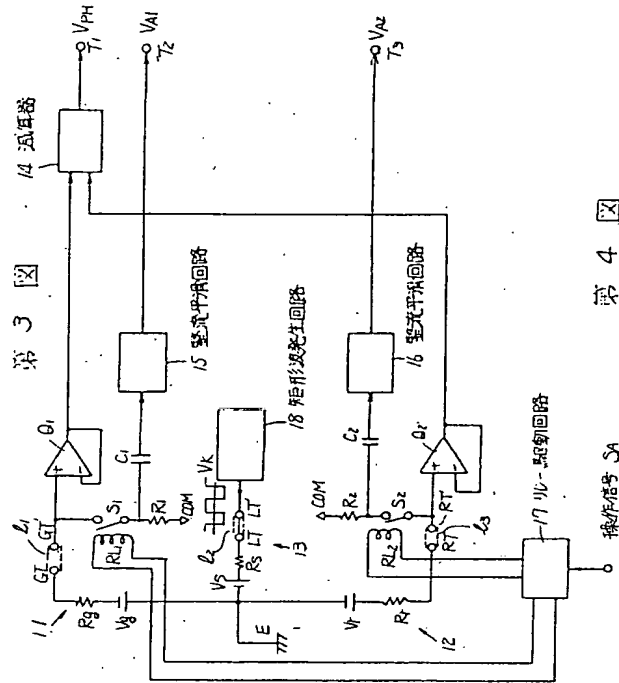 第 3 図
14 減算器
VPH
T1
VA1
T2
Q1
+
-
15 整流平滑回路
C1
l1
GT
GT
S1
R1
COM
RL1
11
Rg
Vg
18 矩形波発生回路
VK
l2
LT
LT
Rs
Vs
13
E
VA2
T3
16 整流平滑回路
C2
COM
R2
S2
RL2
Q2
+
-
RT
RT
l3
Vr
Rr
12
17 リレー駆動回路
操作信号 SA
第 4 図